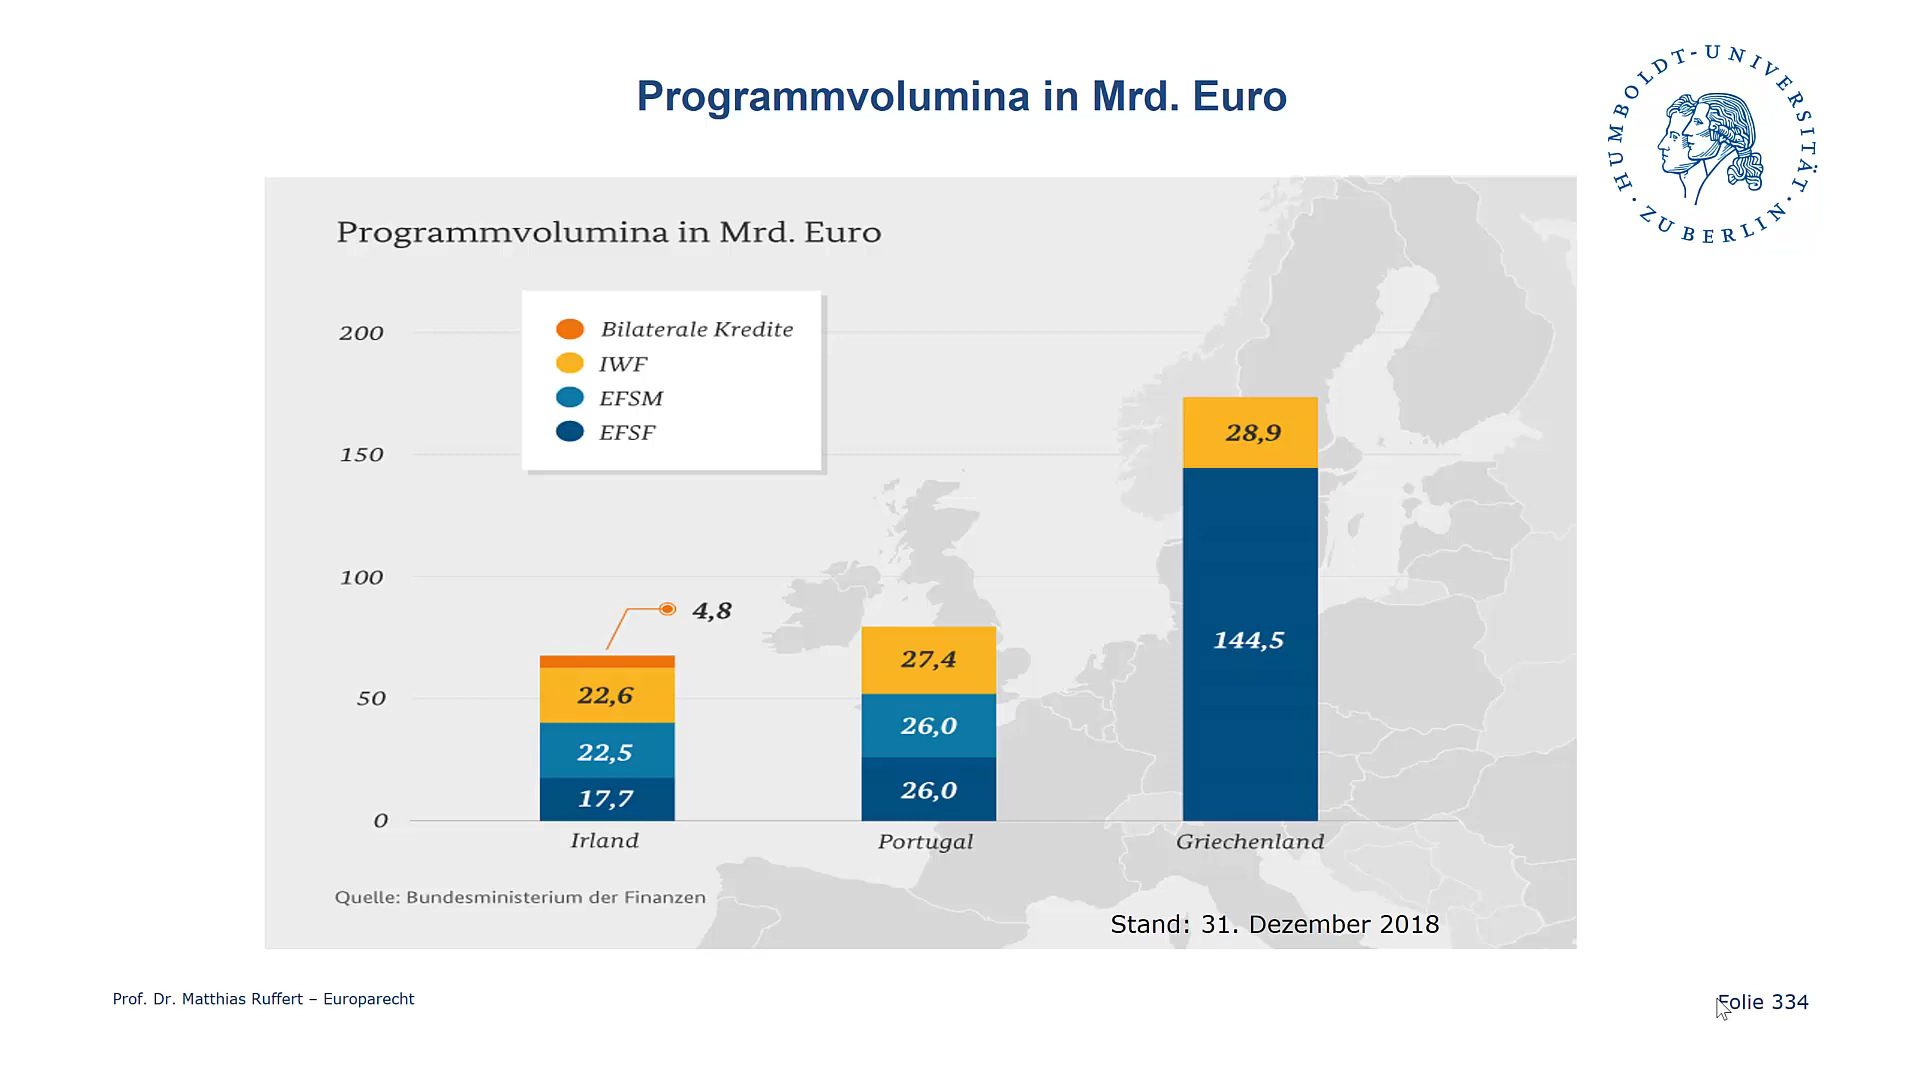 Programmvolumina in Mrd. Euro
HUMBOLDT-UNIVERSITÄT · ZU BERLIN ·
Programmvolumina in Mrd. Euro
Bilaterale Kredite
IWF
EFSM
EFSF
200
150
100
50
0
4,8
22,6
22,5
17,7
27,4
26,0
26,0
28,9
144,5
Irland
Portugal
Griechenland
Quelle: Bundesministerium der Finanzen
Stand: 31. Dezember 2018
Prof. Dr. Matthias Ruffert – Europarecht
Folie 334